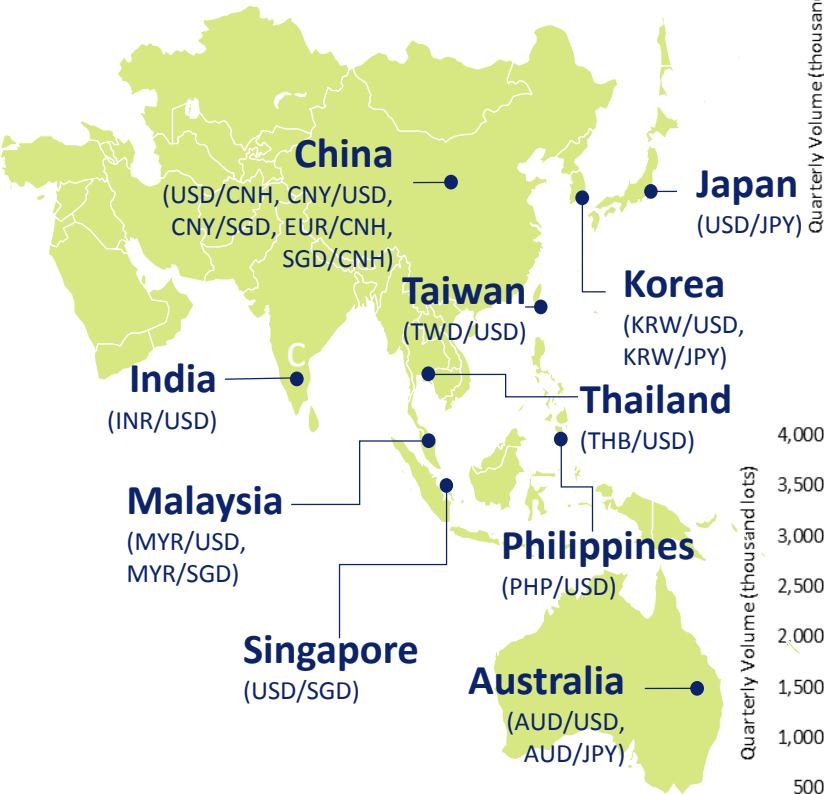 China
(USD/CNH, CNY/USD,
CNY/SGD, EUR/CNH,
SGD/CNH)
Japan
(USD/JPY)
Taiwan
(TWD/USD)
Korea
(KRW/USD,
KRW/JPY)
C
India
(INR/USD)
Thailand
(THB/USD)
Malaysia
(MYR/USD,
MYR/SGD)
Philippines
(PHP/USD)
Singapore
(USD/SGD)
Australia
(AUD/USD,
AUD/JPY)
Quarterly Volume (thousand
Quarterly Volume (thousand lots)
4,000
3,500
3,000
2,500
2,000
1,500
1,000
500